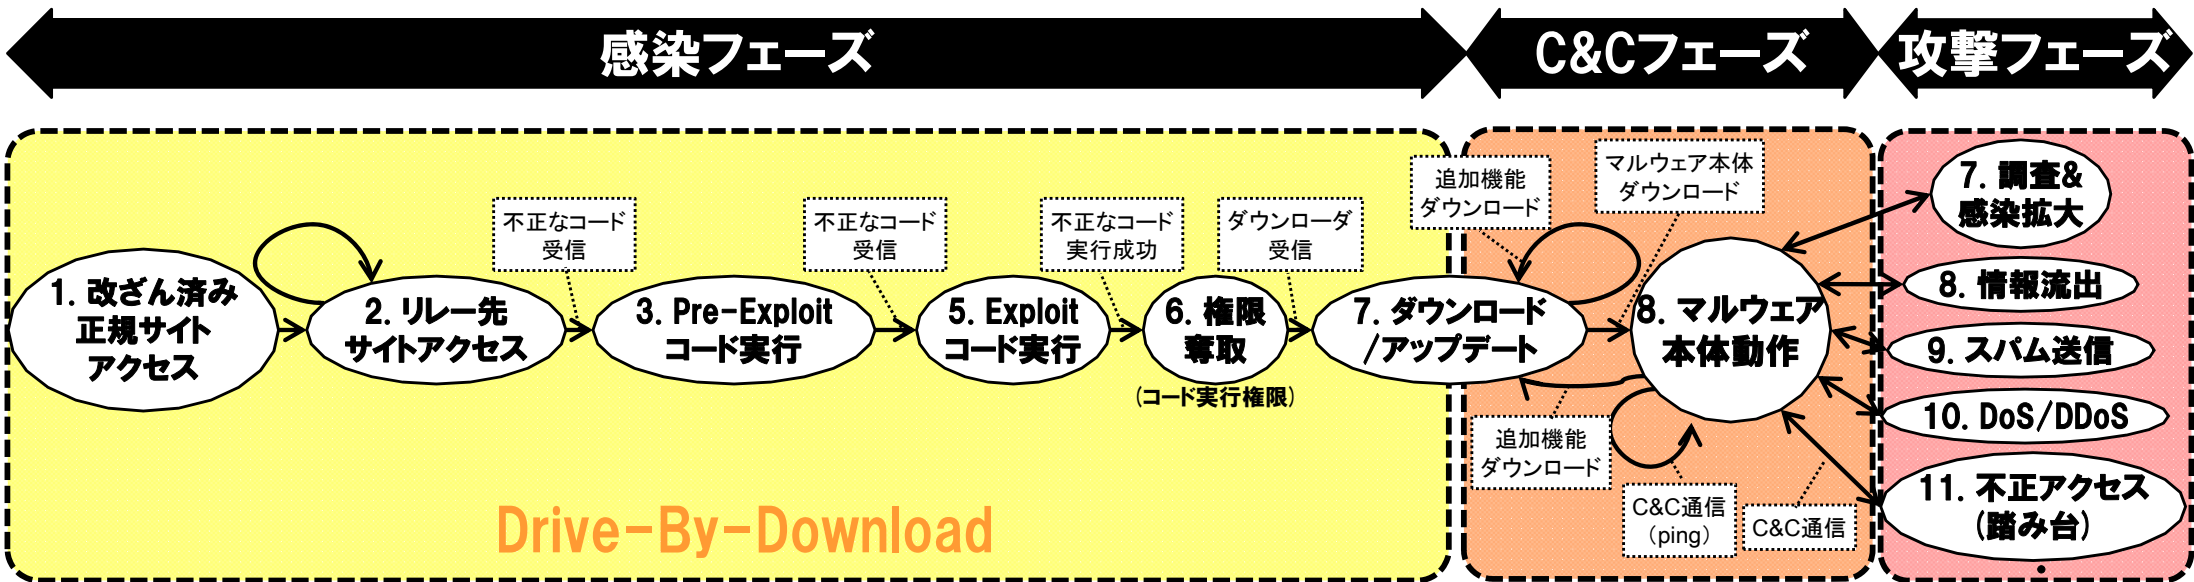 感染フェーズ
C&Cフェーズ
攻撃フェーズ
1. 改ざん済み
正規サイト
アクセス
2. リレー先
サイトアクセス
不正なコード
受信
3. Pre-Exploit
コード実行
不正なコード
受信
5. Exploit
コード実行
不正なコード
実行成功
6. 権限
奪取
(コード実行権限)
ダウンローダ
受信
7. ダウンロード
/アップデート
追加機能
ダウンロード
マルウェア本体
ダウンロード
8. マルウェア
本体動作
追加機能
ダウンロード
C&C通信
(ping)
C&C通信
7. 調査&
感染拡大
8. 情報流出
9. スパム送信
10. DoS/DDoS
11. 不正アクセス
(踏み台)
Drive-By-Download